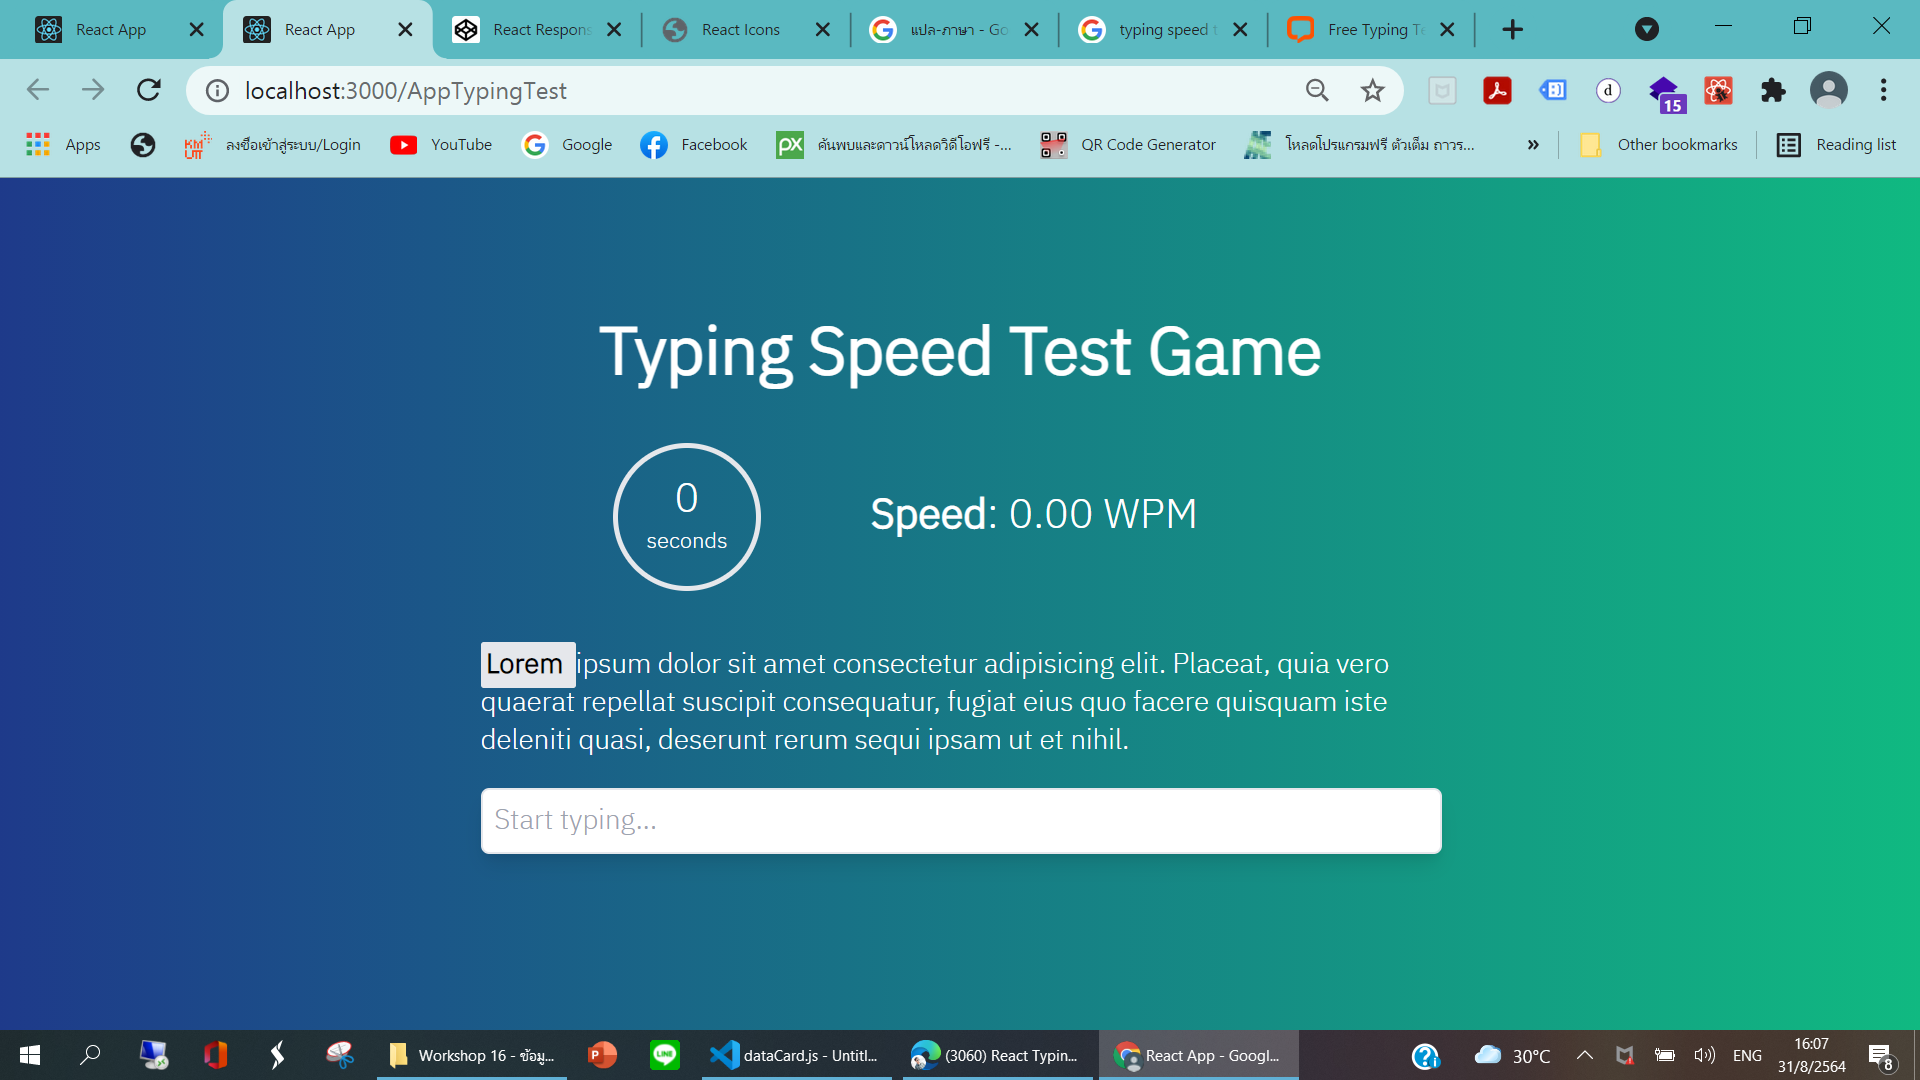 React App
React App
React Respons
React Icons
แปล-ภาษา - Go
typing speed t
Free Typing Te
localhost:3000/AppTypingTest
15
Apps
ลงชื่อเข้าสู่ระบบ/Login
YouTube
Google
Facebook
ค้นพบและดาวน์โหลดวิดีโอฟรี -...
QR Code Generator
โหลดโปรแกรมฟรี ตัวเต็ม ถาวร...
»
Other bookmarks
Reading list
Typing Speed Test Game
0
seconds
Speed: 0.00 WPM
Lorem ipsum dolor sit amet consectetur adipisicing elit. Placeat, quia vero
quaerat repellat suscipit consequatur, fugiat eius quo facere quisquam iste
deleniti quasi, deserunt rerum sequi ipsam ut et nihil.
Start typing...
Workshop 16 - ข้อมู...
dataCard.js - Untitl...
(3060) React Typin...
React App - Googl...
30°C
ENG
16:07
31/8/2564
8